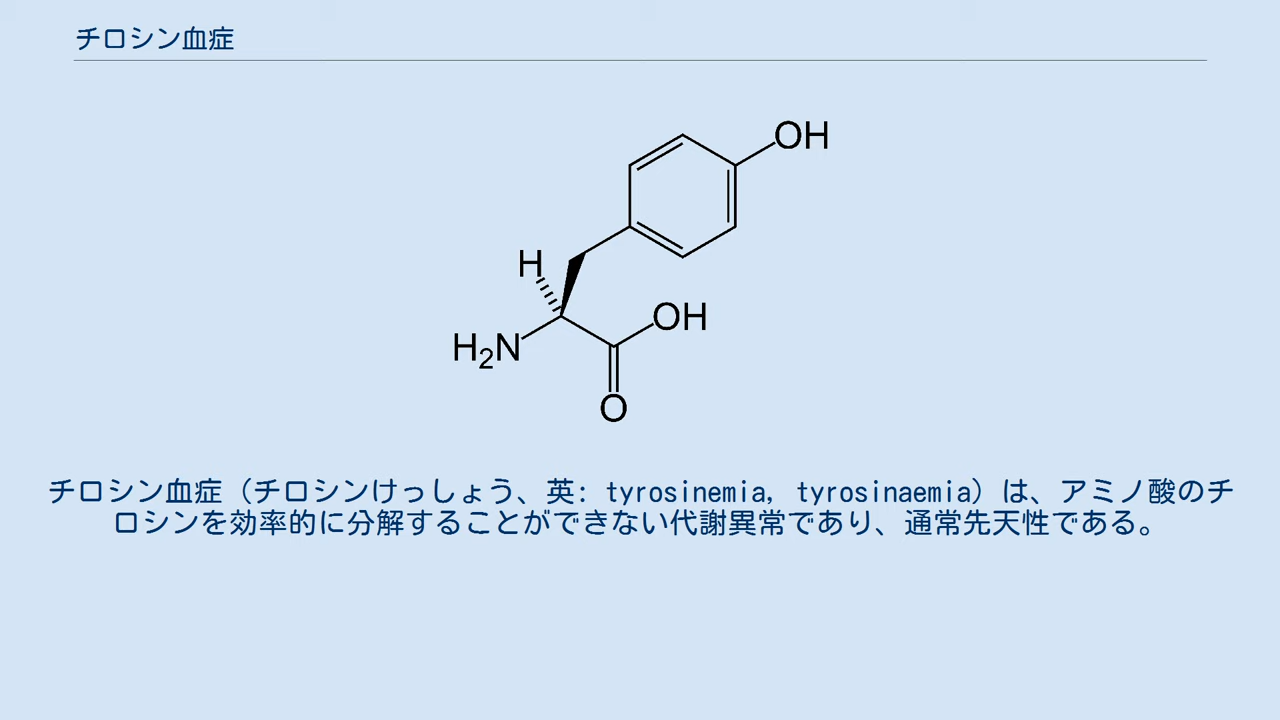 チロシン血症
OH
H
OH
H₂N
O
チロシン血症（チロシンけっしょう、英: tyrosinemia, tyrosinaemia）は、アミノ酸のチ
ロシンを効率的に分解することができない代謝異常であり、通常先天性である。